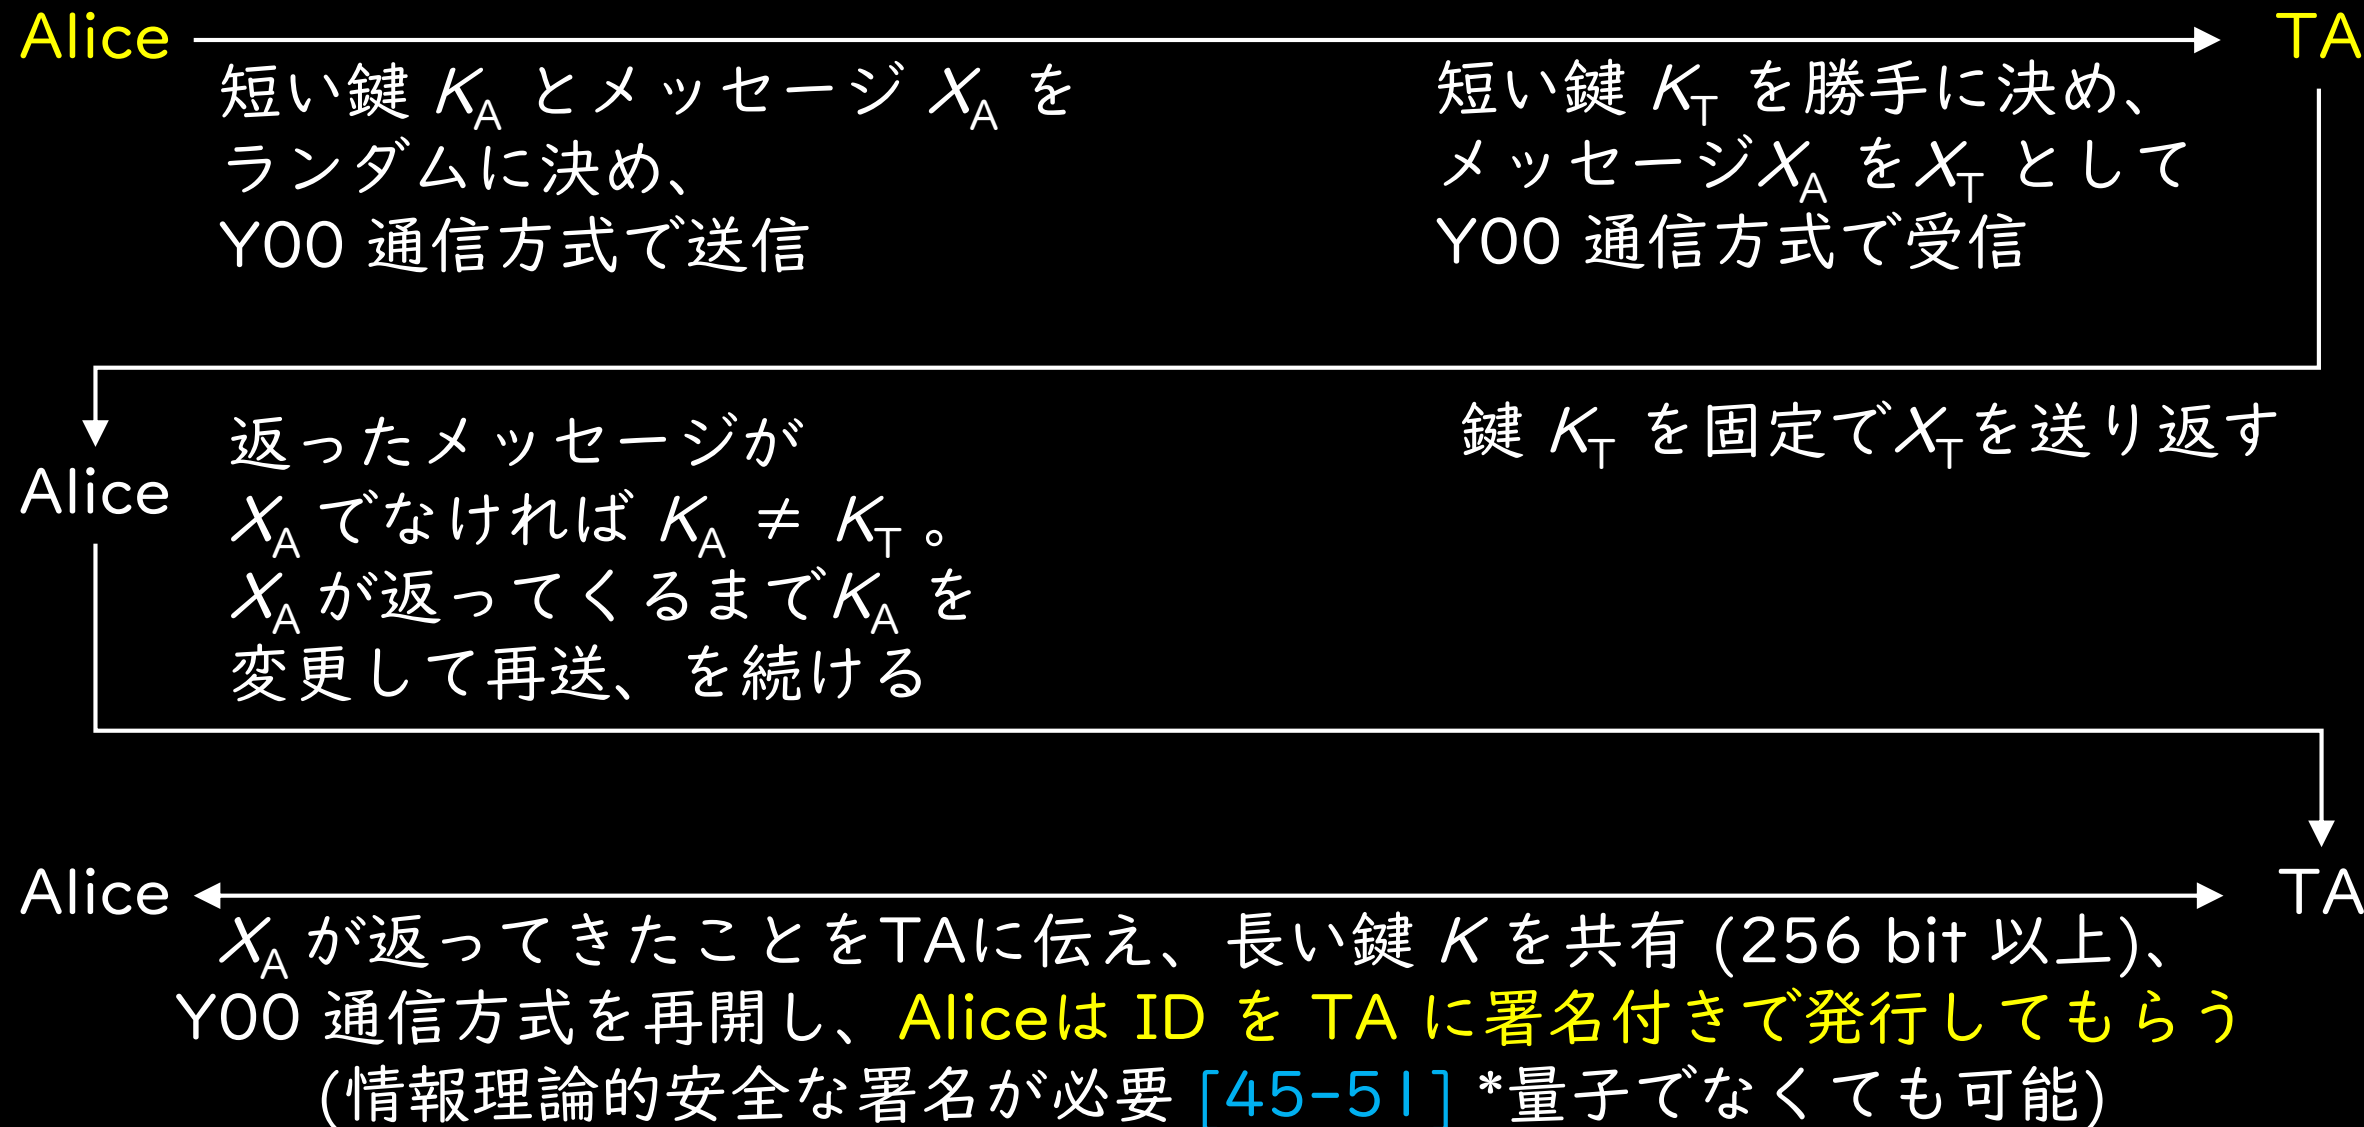 Alice
TA
短い鍵 KA とメッセージ XA を
ランダムに決め、
Y00 通信方式で送信
短い鍵 KT を勝手に決め、
メッセージXA をXT として
Y00 通信方式で受信
鍵 KT を固定でXTを送り返す
Alice
返ったメッセージが
XA でなければ KA ≠ KT 。
XA が返ってくるまでKA を
変更して再送、を続ける
Alice
TA
XA が返ってきたことをTAに伝え、長い鍵 K を共有 (256 bit 以上)、
Y00 通信方式を再開し、Aliceは ID を TA に署名付きで発行してもらう
(情報理論的安全な署名が必要 [45-51] *量子でなくても可能)